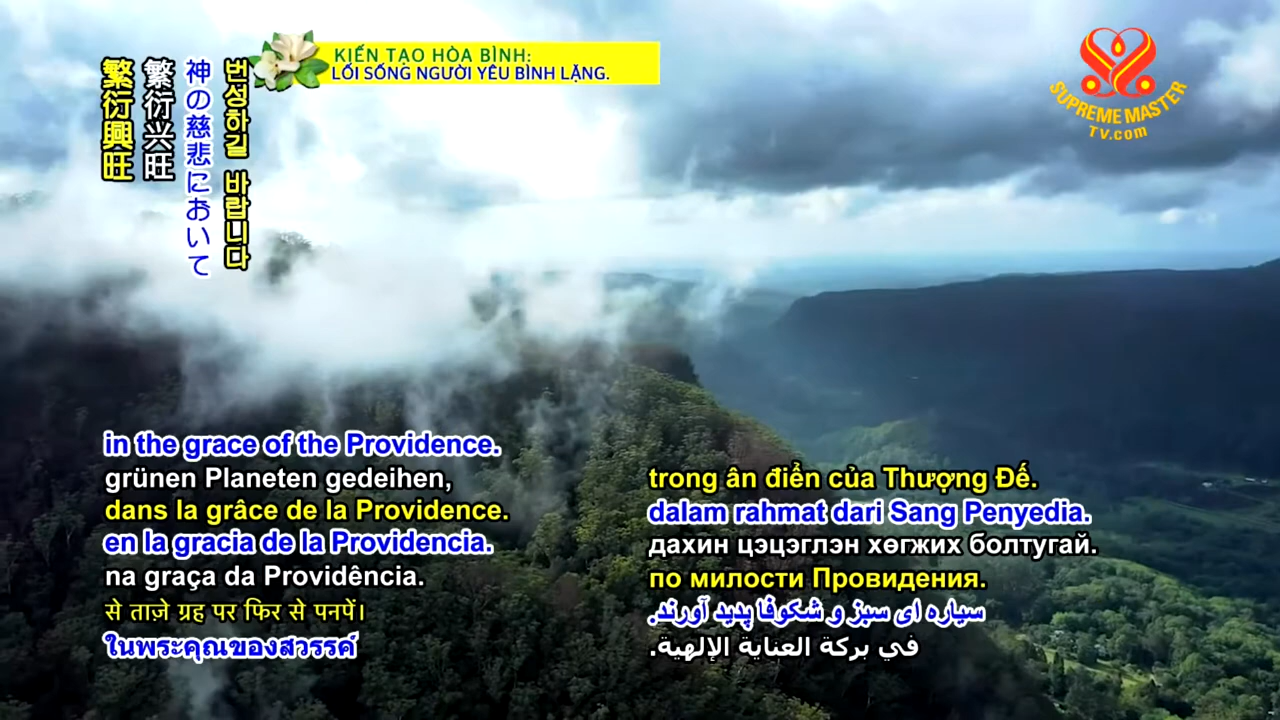 KIẾN TẠO HÒA BÌNH:
LỐI SỐNG NGƯỜI YÊU BÌNH LẶNG.
SUPREME MASTER
TV.com
繁衍興旺
繁衍兴旺
神の慈悲において
번성하길 바랍니다
in the grace of the Providence.
grünen Planeten gedeihen,
dans la grâce de la Providence.
en la gracia de la Providencia.
na graça da Providência.
से ताज़े ग्रह पर फिर से पनपें।
ในพระคุณของสวรรค์
trong ân điển của Thượng Đế.
dalam rahmat dari Sang Penyedia.
дахин цэцэглэн хөгжих болтугай.
по милости Провидения.
سیاره ای سبز و شکوفا پدید آورند.
في بركة العناية الإلهية.